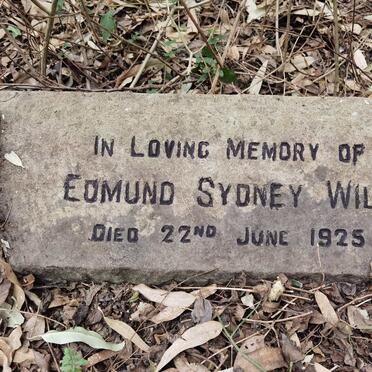 IN LOVING MEMORY OF
EDMUND SYDNEY WIL
DIED 22ND JUNE 1925